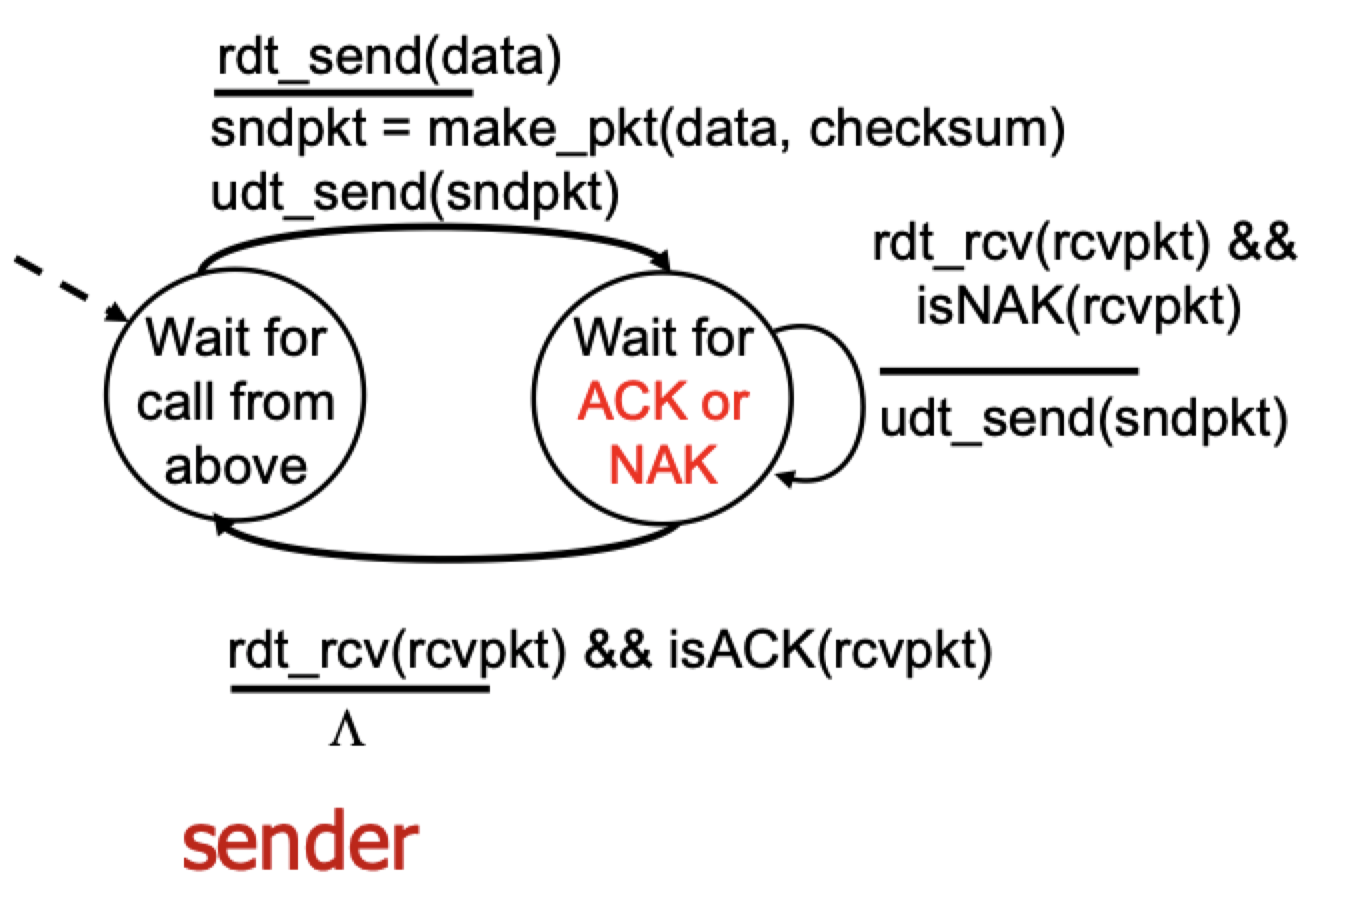 rdt_send(data)
sndpkt = make_pkt(data, checksum)
udt_send(sndpkt)
rdt_rcv(rcvpkt) &&
isNAK(rcvpkt)
udt_send(sndpkt)
Wait for
call from
above
Wait for
ACK or
NAK
rdt_rcv(rcvpkt) && isACK(rcvpkt)
Λ
sender